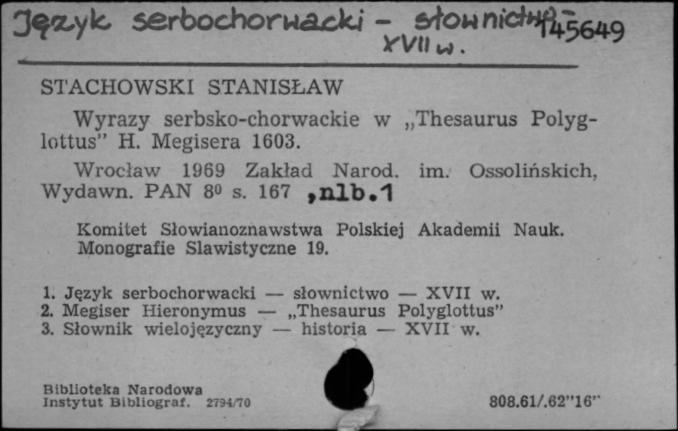 Język serbochorwacki - słownictwo -
145649
XVII w.
STACHOWSKI STANISŁAW
Wyrazy serbsko-chorwackie w „Thesaurus Polyg-
lottus” H. Megisera 1603.
Wrocław 1969 Zakład Narod. im. Ossolińskich,
Wydawn. PAN 8⁰ s. 167 ,nlb.1
Komitet Słowianoznawstwa Polskiej Akademii Nauk.
Monografie Slawistyczne 19.
1. Język serbochorwacki — słownictwo — XVII w.
2. Megiser Hieronymus — „Thesaurus Polyglottus”
3. Słownik wielojęzyczny — historia — XVII w.
Biblioteka Narodowa
Instytut Bibliograf. 2794/70
808.61/.62”16”